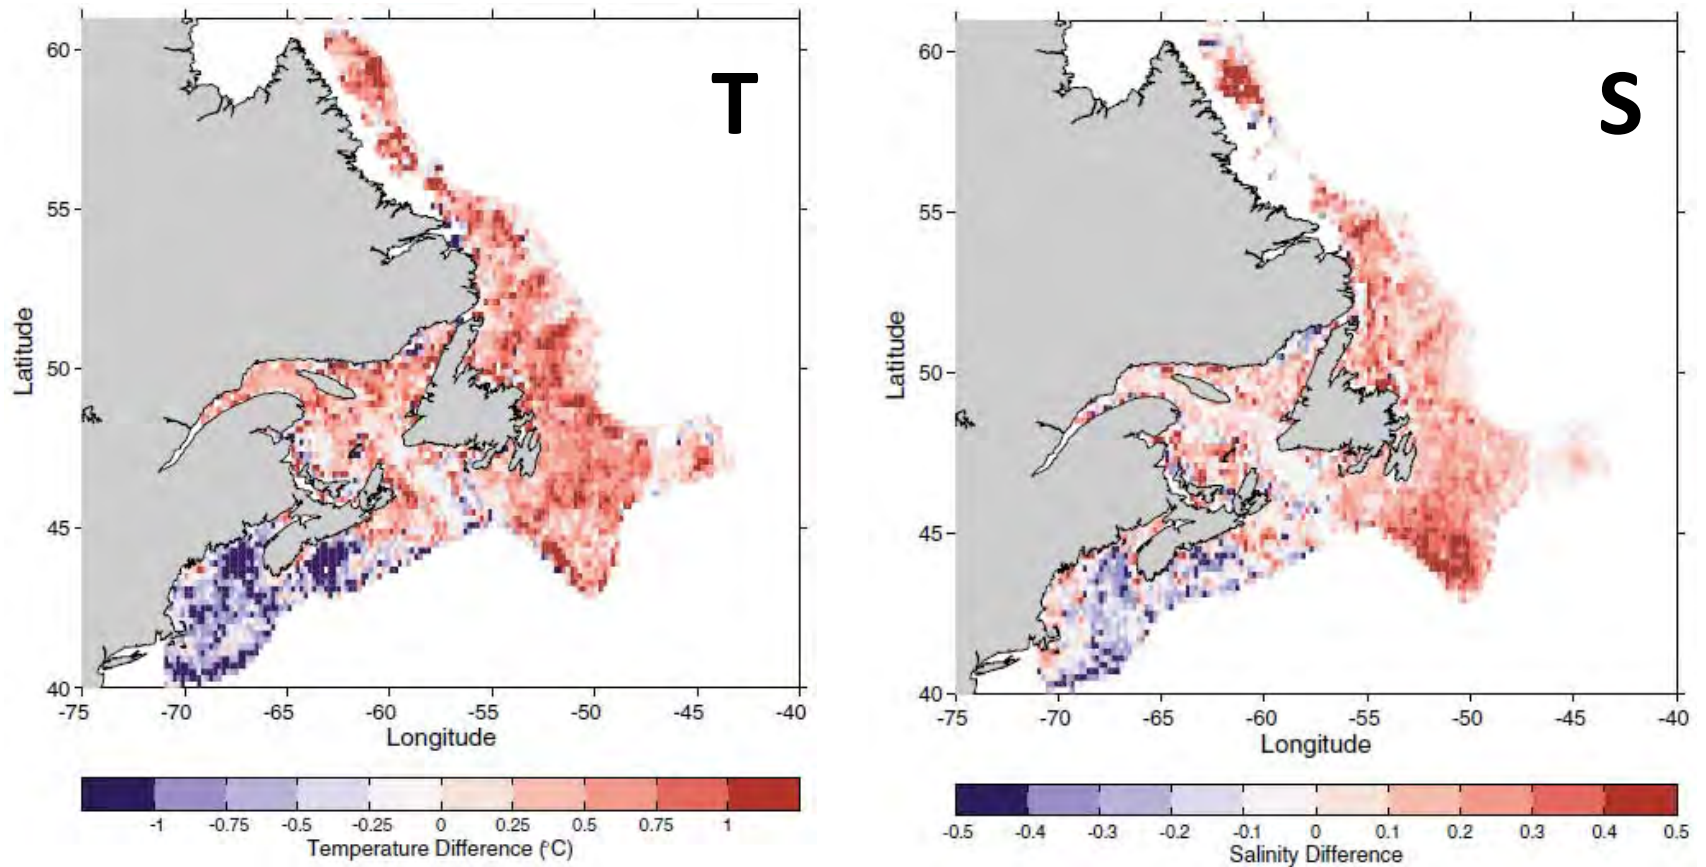 T
S
60
55
50
45
40
Latitude
-75 -70 -65 -60 -55 -50 -45 -40
Longitude
-1 -0.75 -0.5 -0.25 0 0.25 0.5 0.75 1
Temperature Difference (°C)
60
55
50
45
40
Latitude
-75 -70 -65 -60 -55 -50 -45 -40
Longitude
-0.5 -0.4 -0.3 -0.2 -0.1 0 0.1 0.2 0.3 0.4 0.5
Salinity Difference